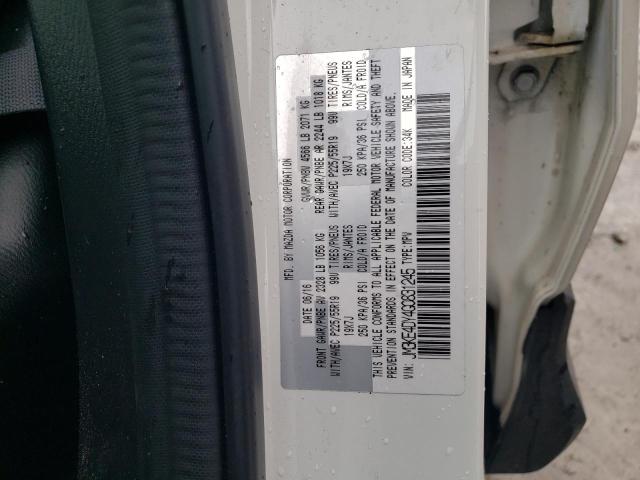 MFD. BY MAZDA MOTOR CORPORATION
DATE 06/16 GVWR/PNBV 4566 LB 2071 KG
FRONT GAWR/PNBE AV 2328 LB 1056 KG REAR GAWR/PNBE AR 2244 LB 1018 KG
WITH/AVEC P225/55R19 99V TIRES/PNEUS WITH/AVEC P225/55R19 99V TIRES/PNEUS
19X7J RIMS/JANTES 19X7J RIMS/JANTES
250 KPA/36 PSI COLD/A FROID 250 KPA/36 PSI COLD/A FROID
THIS VEHICLE CONFORMS TO ALL APPLICABLE FEDERAL MOTOR VEHICLE SAFETY AND THEFT
PREVENTION STANDARDS IN EFFECT ON THE DATE OF MANUFACTURE SHOWN ABOVE.
VIN: JM3KE4DY4G0831245 TYPE:MPV COLOR CODE:34K MADE IN JAPAN